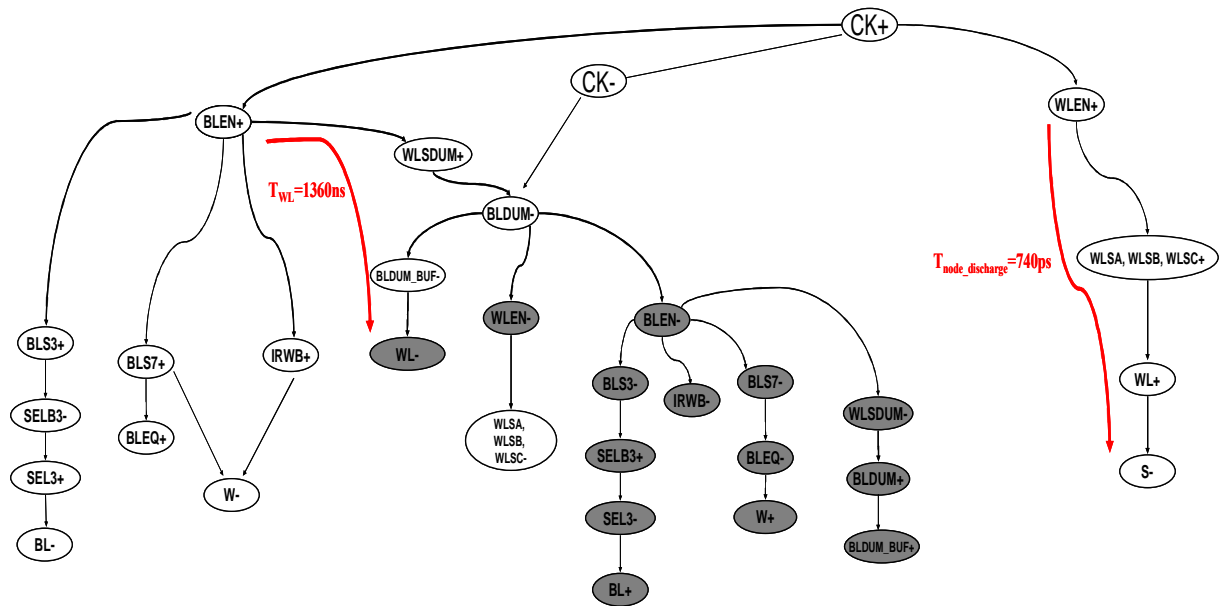 CK+
CK-
WLEN+
BLEN+
WLSDUM+
T_WL=1360ns
BLDUM-
WLSA, WLSB, WLSC+
T_node_discharge=740ps
BLDUM_BUF-
WLEN-
BLEN-
BLS3+
BLS7+
IRWB+
WL-
BLS3-
IRWB-
BLS7-
WL+
SELB3-
BLEQ+
WLSA,
WLSB,
WLSC-
WLSDUM-
SELB3+
BLEQ-
BLDUM+
S-
SEL3+
W-
SEL3-
W+
BL-
BLDUM_BUF+
BL+